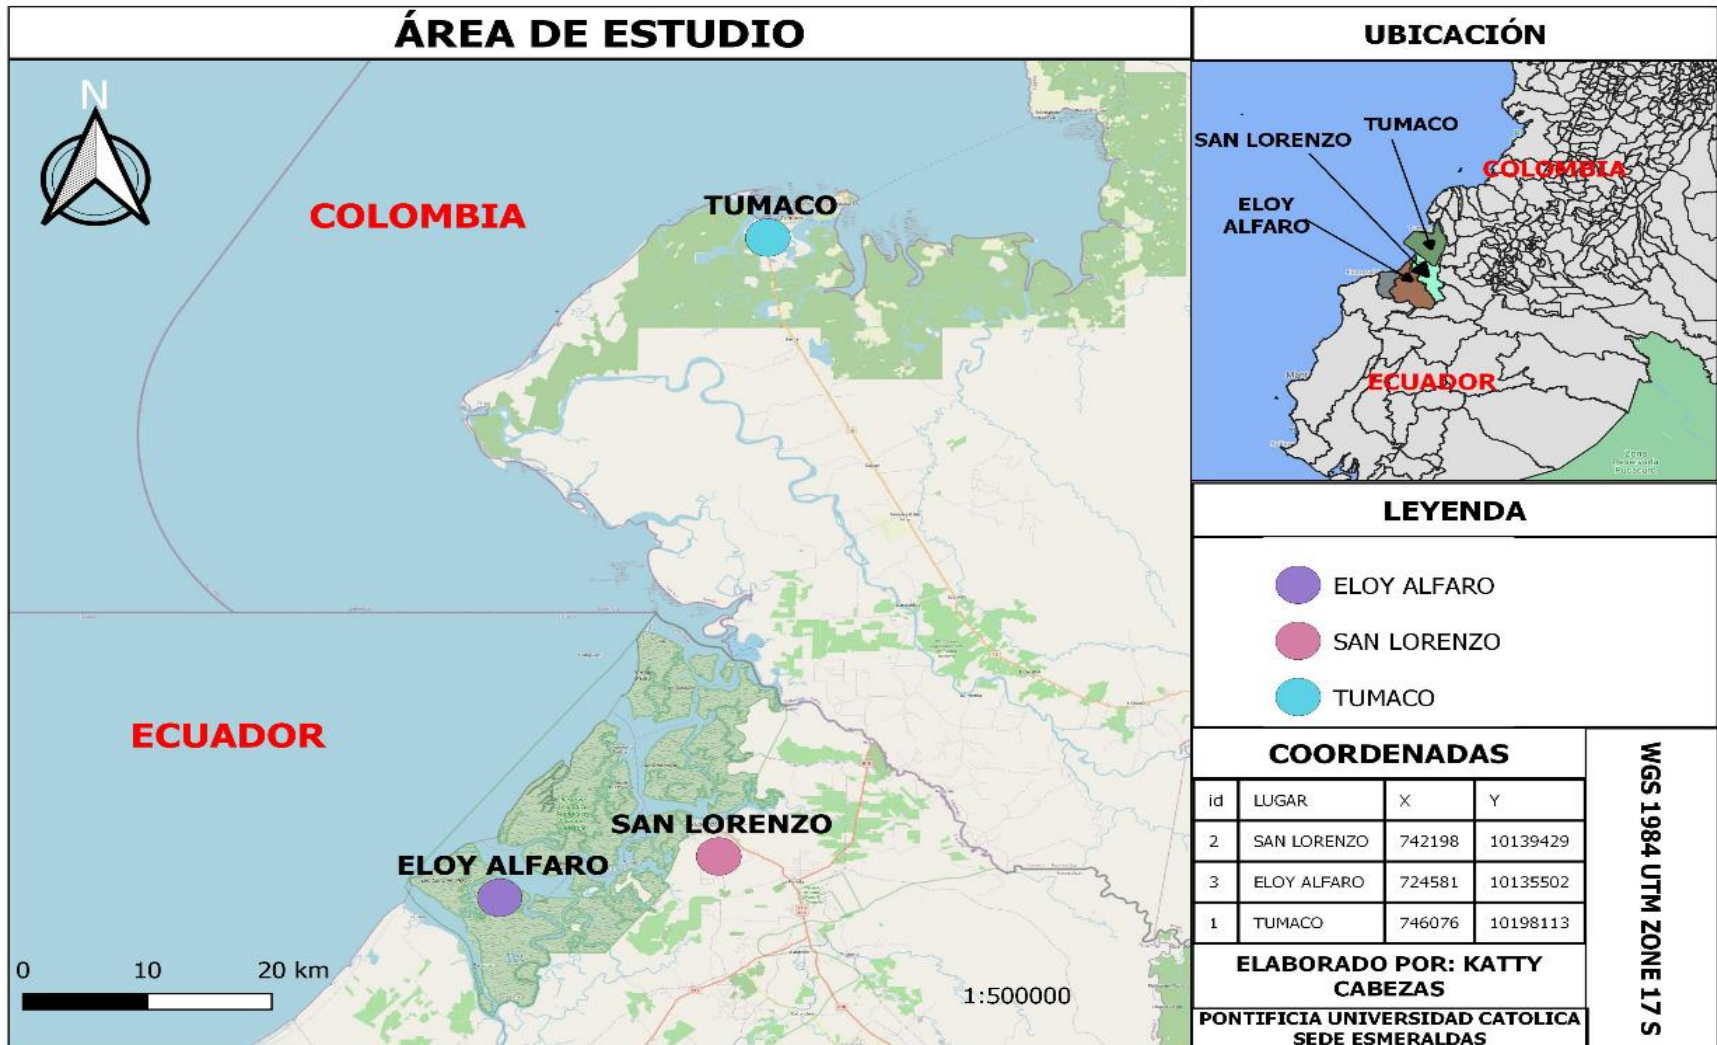 ÁREA DE ESTUDIO
N
COLOMBIA
TUMACO
ECUADOR
SAN LORENZO
ELOY ALFARO
0 10 20 km
1:500000
UBICACIÓN
TUMACO
SAN LORENZO
COLOMBIA
ELOY
ALFARO
ECUADOR
Zona
Reservada
Pucacuro
LEYENDA
ELOY ALFARO
SAN LORENZO
TUMACO
COORDENADAS
id LUGAR X Y
2 SAN LORENZO 742198 10139429
3 ELOY ALFARO 724581 10135502
1 TUMACO 746076 10198113
ELABORADO POR: KATTY
CABEZAS
PONTIFICIA UNIVERSIDAD CATOLICA
SEDE ESMERALDAS
WGS 1984 UTM ZONE 17 S